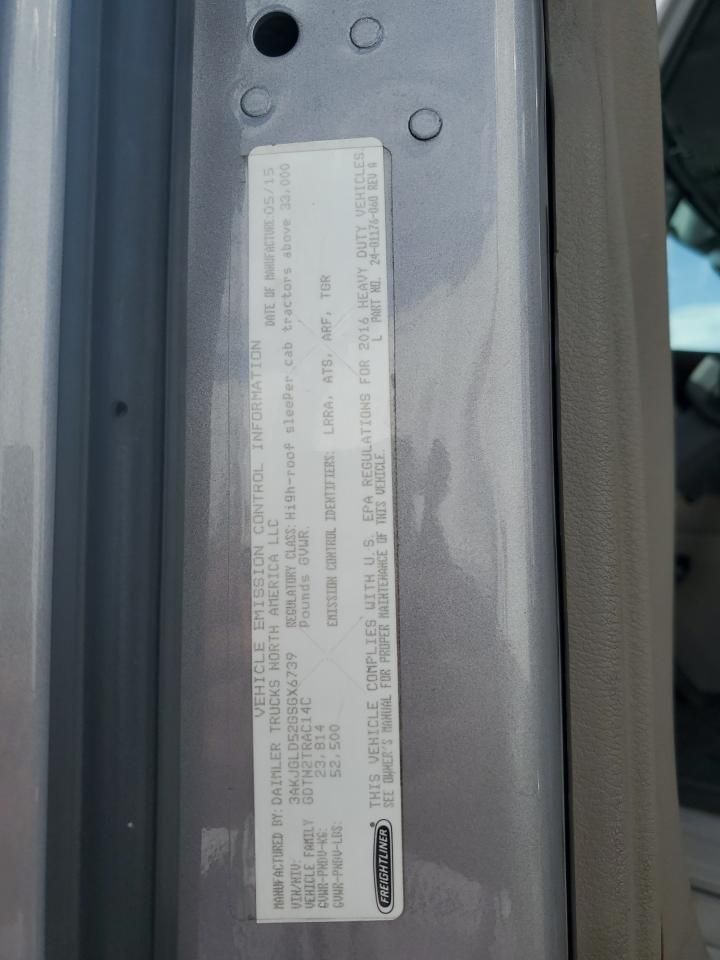 VEHICLE EMISSION CONTROL INFORMATION
MANUFACTURED BY: DAIMLER TRUCKS NORTH AMERICA LLC DATE OF MANUFACTURE: 05/15
VIN/NIV: 3AKJGLD52GSGX6739 REGULATORY CLASS: High-roof sleeper cab tractors above 33,000
VEHICLE FAMILY GDTN2TRAC14C Pounds GVWR.
GVWR-PNBV-KG: 23,814
GVWR-PNBV-LBS: 52,500 EMISSION CONTROL IDENTIFIERS: LRRA, ATS, ARF, TGR
FREIGHTLINER ® THIS VEHICLE COMPLIES WITH U.S. EPA REGULATIONS FOR 2016 HEAVY DUTY VEHICLES.
SEE OWNER'S MANUAL FOR PROPER MAINTENANCE OF THIS VEHICLE. L PART NO. 24-01176-060 REV A